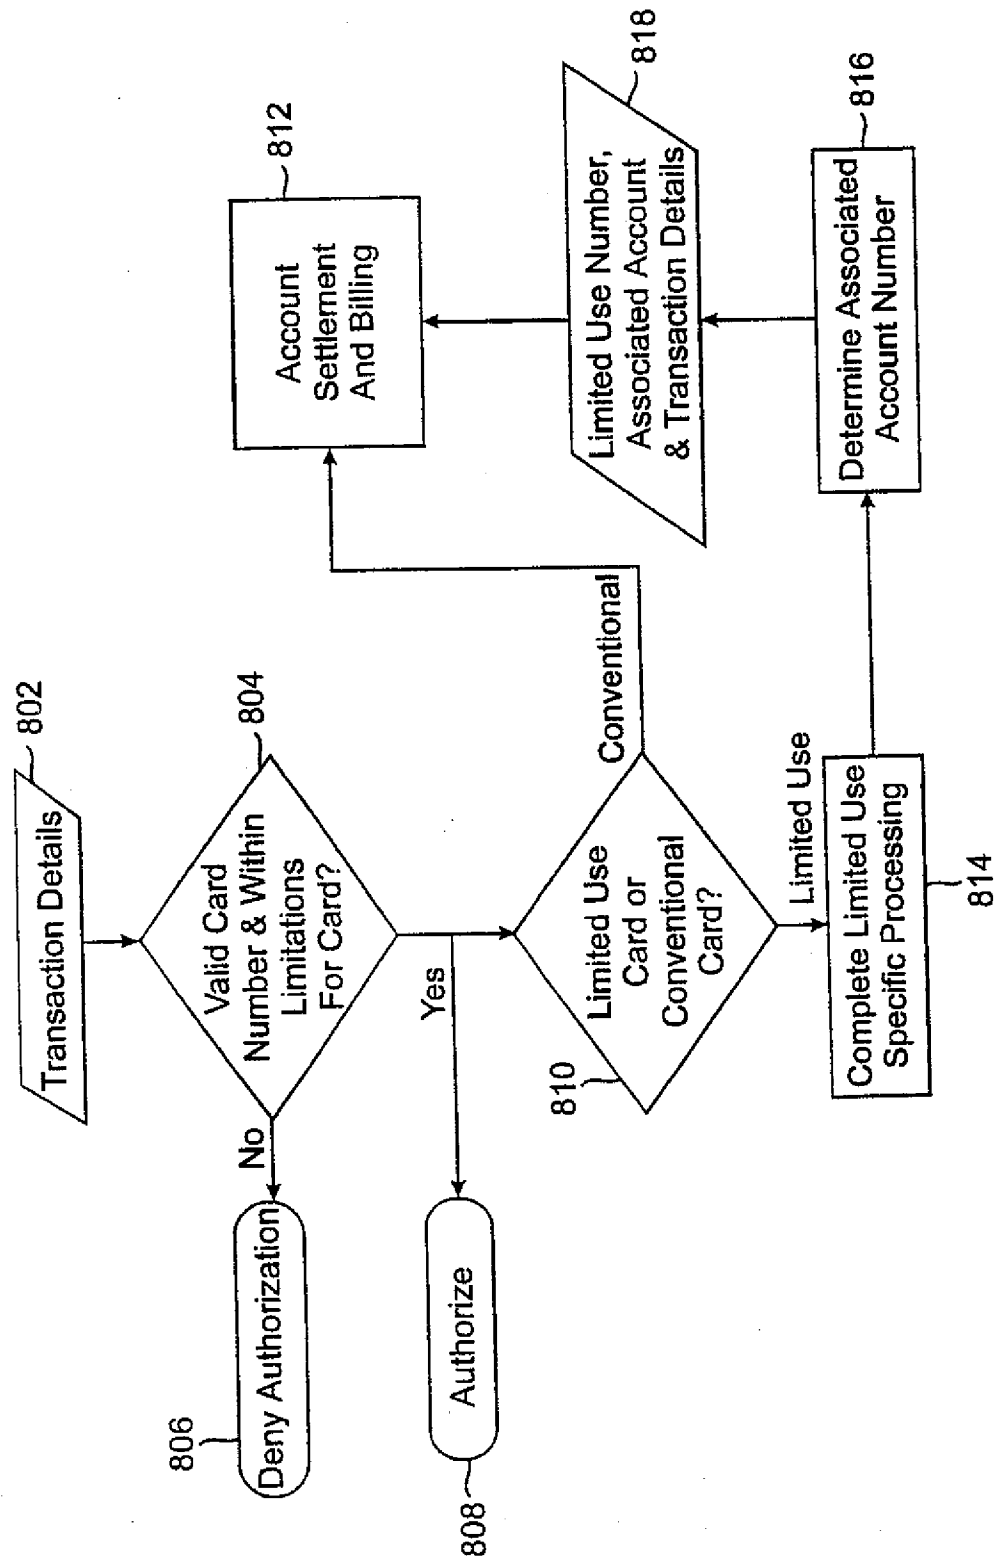 802
Transaction Details
804
Valid Card
Number & Within
Limitations
For Card?
No
806
Deny Authorization
Yes
808
Authorize
810
Limited Use
Card or
Conventional
Card?
Conventional
812
Account
Settlement
And Billing
Limited Use
Complete Limited Use
Specific Processing
814
Determine Associated
Account Number
816
Limited Use Number,
Associated Account
& Transaction Details
818